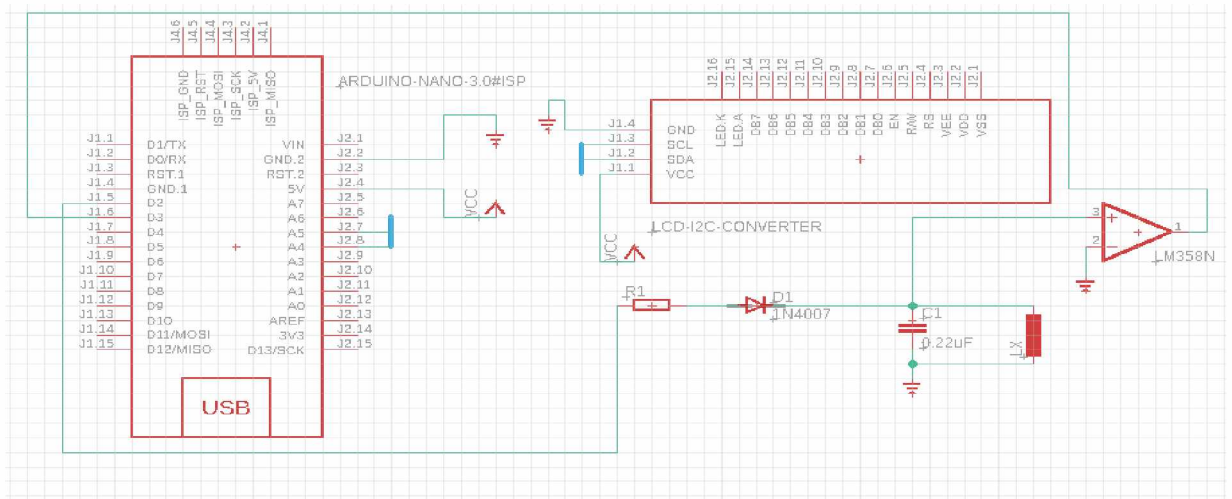 J4.6 J4.5 J4.4 J4.3 J4.2 J4.1
ISP_GND ISP_RST ISP_MOSI ISP_SCK ISP_5V ISP_MISO
ARDUINO-NANO-3.0#ISP
J1.1 D1/TX VIN J2.1
J1.2 D0/RX GND.2 J2.2
J1.3 RST.1 RST.2 J2.3
J1.4 GND.1 5V J2.4
J1.5 D2 A7 J2.5
J1.6 D3 A6 J2.6
J1.7 D4 A5 J2.7
J1.8 D5 A4 J2.8
J1.9 D6 A3 J2.9
J1.10 D7 A2 J2.10
J1.11 D8 A1 J2.11
J1.12 D9 A0 J2.12
J1.13 D10 AREF J2.13
J1.14 D11/MOSI 3V3 J2.14
J1.15 D12/MISO D13/SCK J2.15
USB
VCC
J2.16 J2.15 J2.14 J2.13 J2.12 J2.11 J2.10 J2.9 J2.8 J2.7 J2.6 J2.5 J2.4 J2.3 J2.2 J2.1
LED.K LED.A DB7 DB6 DB5 DB4 DB3 DB2 DB1 DB0 EN R/W RS VEE VDD VSS
J1.4 GND
J1.3 SCL
J1.2 SDA
J1.1 VCC
LCD-I2C-CONVERTER
VCC
3
2
1
LM358N
R1
D1
1N4007
C1
0.22uF
LX